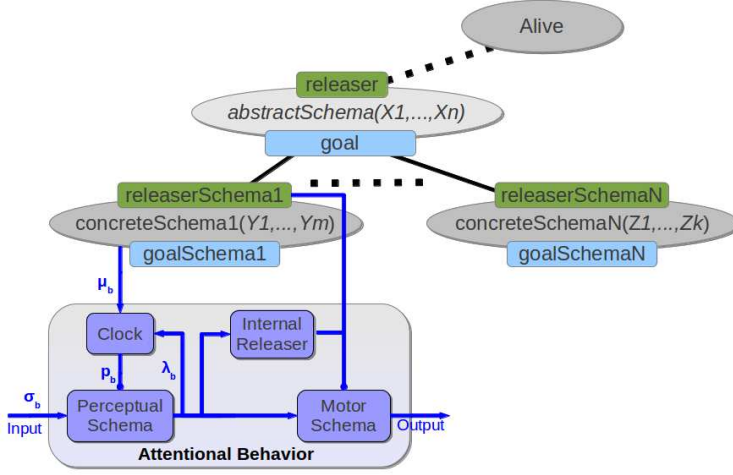 Alive
releaser
abstractSchema(X1,...,Xn)
goal
releaserSchema1
concreteSchema1(Y1,...,Ym)
goalSchema1
releaserSchemaN
concreteSchemaN(Z1,...,Zk)
goalSchemaN
μb
Clock
Internal
Releaser
pb
λb
σb
Input
Perceptual
Schema
Motor
Schema
Output
Attentional Behavior